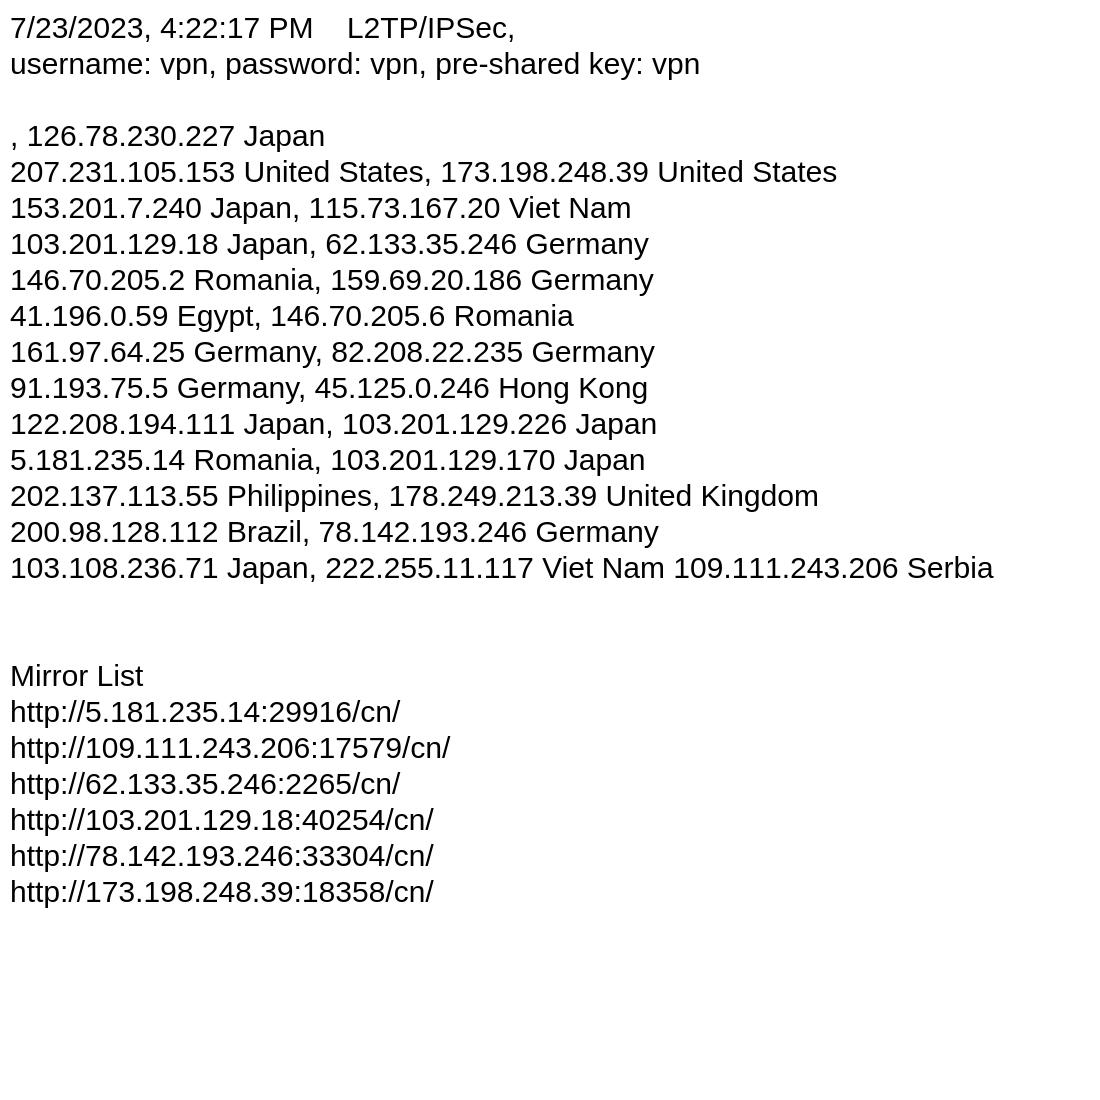 7/23/2023, 4:22:17 PM    L2TP/IPSec,
username: vpn, password: vpn, pre-shared key: vpn
, 126.78.230.227 Japan
207.231.105.153 United States, 173.198.248.39 United States
153.201.7.240 Japan, 115.73.167.20 Viet Nam
103.201.129.18 Japan, 62.133.35.246 Germany
146.70.205.2 Romania, 159.69.20.186 Germany
41.196.0.59 Egypt, 146.70.205.6 Romania
161.97.64.25 Germany, 82.208.22.235 Germany
91.193.75.5 Germany, 45.125.0.246 Hong Kong
122.208.194.111 Japan, 103.201.129.226 Japan
5.181.235.14 Romania, 103.201.129.170 Japan
202.137.113.55 Philippines, 178.249.213.39 United Kingdom
200.98.128.112 Brazil, 78.142.193.246 Germany
103.108.236.71 Japan, 222.255.11.117 Viet Nam 109.111.243.206 Serbia
Mirror List
http://5.181.235.14:29916/cn/
http://109.111.243.206:17579/cn/
http://62.133.35.246:2265/cn/
http://103.201.129.18:40254/cn/
http://78.142.193.246:33304/cn/
http://173.198.248.39:18358/cn/